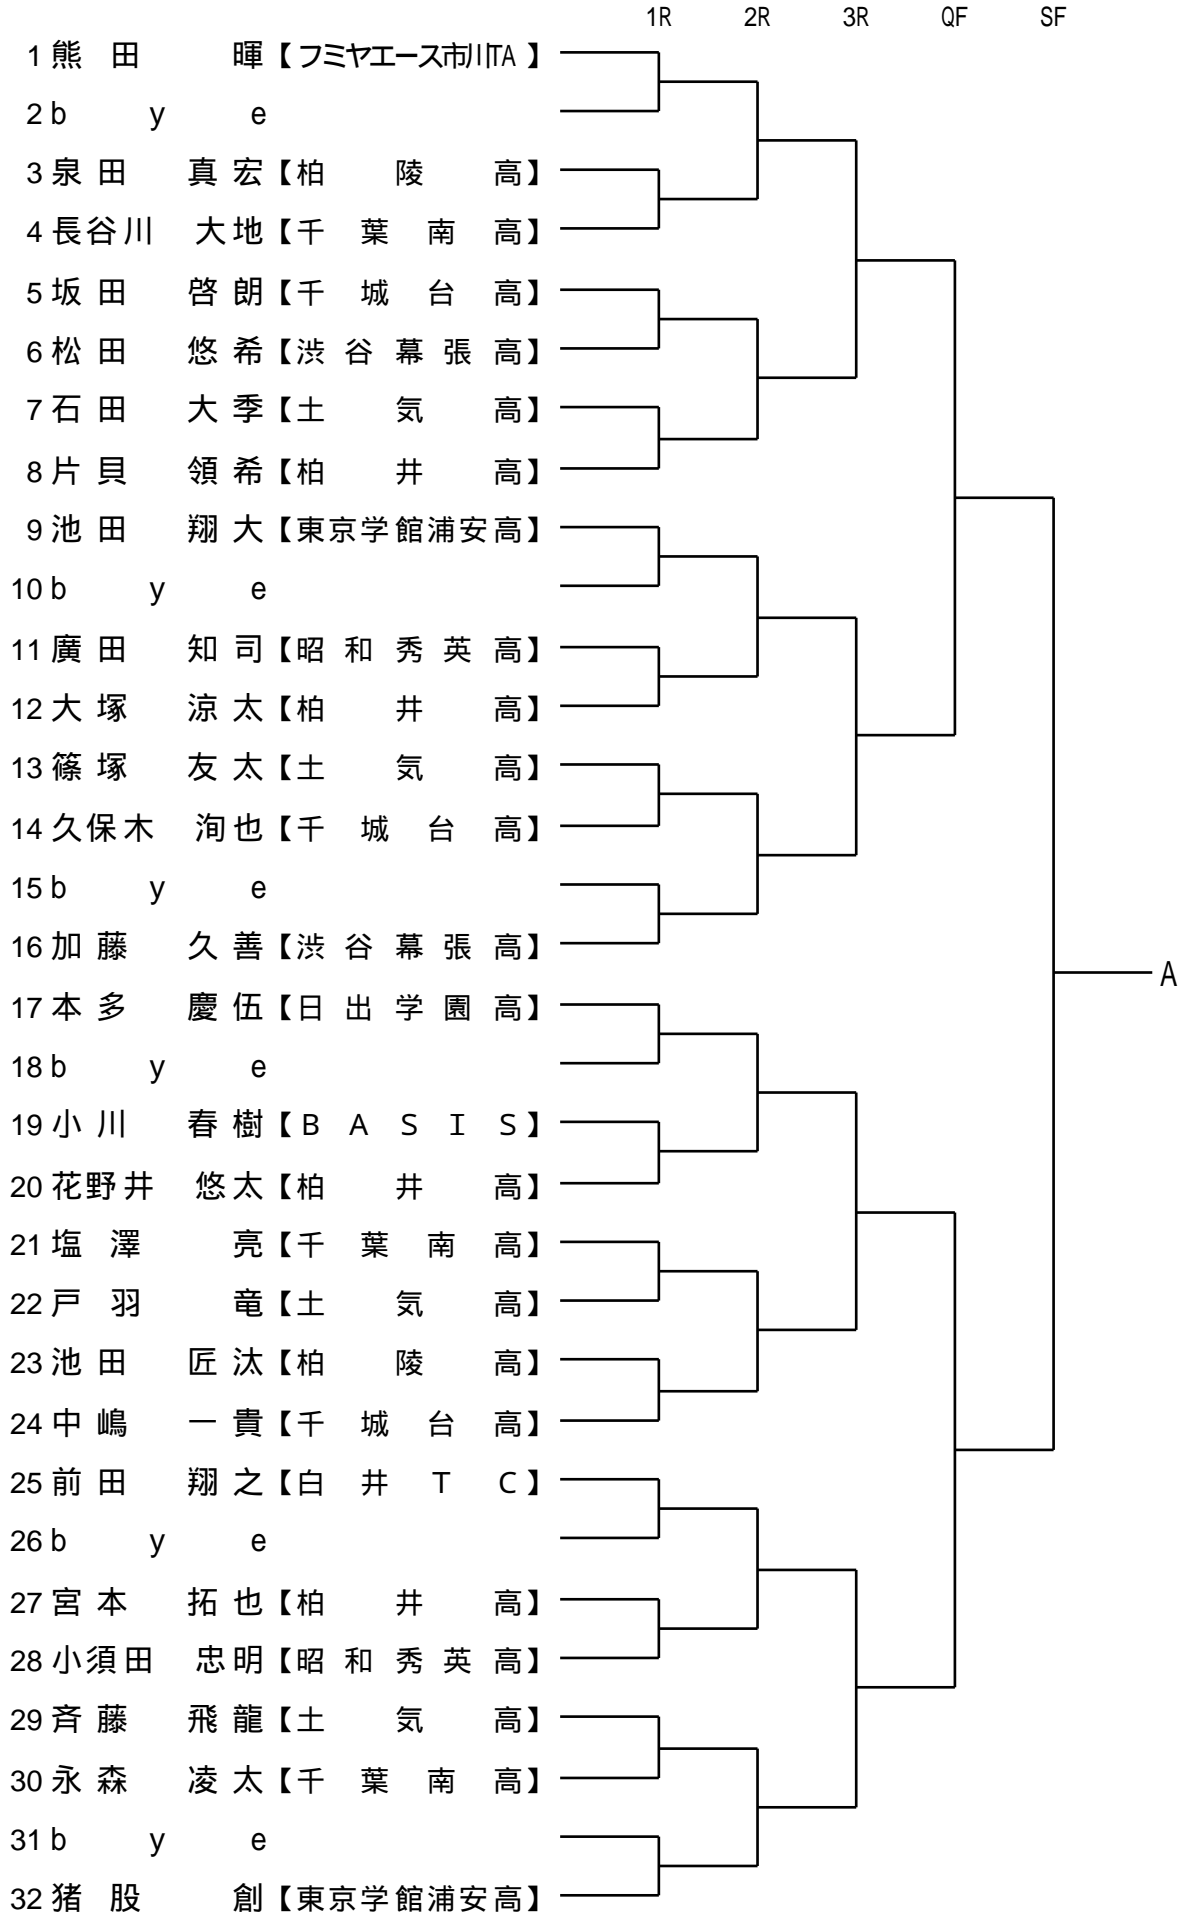 1R 2R 3R QF SF
1 熊田 暉【フミヤエース市川TA】
2 bye
3 泉田 真宏【柏陵高】
4 長谷川 大地【千葉南高】
5 坂田 啓朗【千城台高】
6 松田 悠希【渋谷幕張高】
7 石田 大季【土気高】
8 片貝 領希【柏井高】
9 池田 翔大【東京学館浦安高】
10 bye
11 廣田 知司【昭和秀英高】
12 大塚 涼太【柏井高】
13 篠塚 友太【土気高】
14 久保木 洵也【千城台高】
15 bye
16 加藤 久善【渋谷幕張高】
A
17 本多 慶伍【日出学園高】
18 bye
19 小川 春樹【BASIS】
20 花野井 悠太【柏井高】
21 塩澤 亮【千葉南高】
22 戸羽 竜【土気高】
23 池田 匠汰【柏陵高】
24 中嶋 一貴【千城台高】
25 前田 翔之【白井TC】
26 bye
27 宮本 拓也【柏井高】
28 小須田 忠明【昭和秀英高】
29 斉藤 飛龍【土気高】
30 永森 凌太【千葉南高】
31 bye
32 猪股 創【東京学館浦安高】